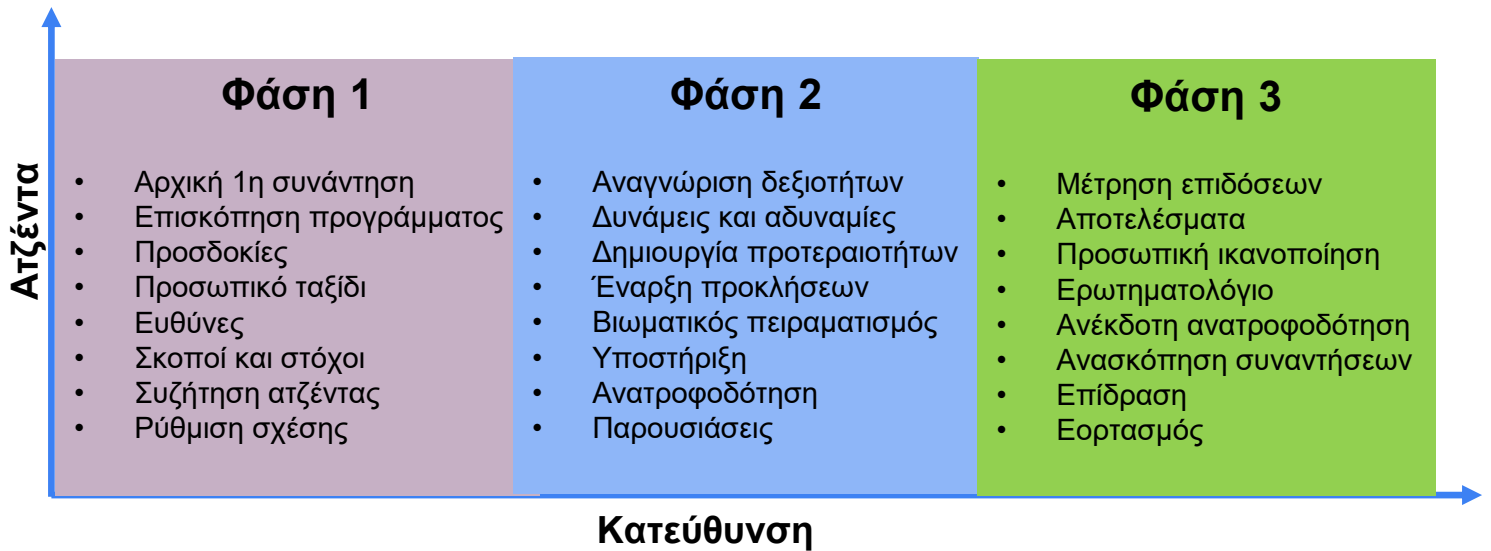 Φάση 1
• Αρχική 1η συνάντηση
• Επισκόπηση προγράμματος
• Προσδοκίες
• Προσωπικό ταξίδι
• Ευθύνες
• Σκοποί και στόχοι
• Συζήτηση ατζέντας
• Ρύθμιση σχέσης
Φάση 2
• Αναγνώριση δεξιοτήτων
• Δυνάμεις και αδυναμίες
• Δημιουργία προτεραιοτήτων
• Έναρξη προκλήσεων
• Βιωματικός πειραματισμός
• Υποστήριξη
• Ανατροφοδότηση
• Παρουσιάσεις
Φάση 3
• Μέτρηση επιδόσεων
• Αποτελέσματα
• Προσωπική ικανοποίηση
• Ερωτηματολόγιο
• Ανέκδοτη ανατροφοδότηση
• Ανασκόπηση συναντήσεων
• Επίδραση
• Εορτασμός
Ατζέντα
Κατεύθυνση